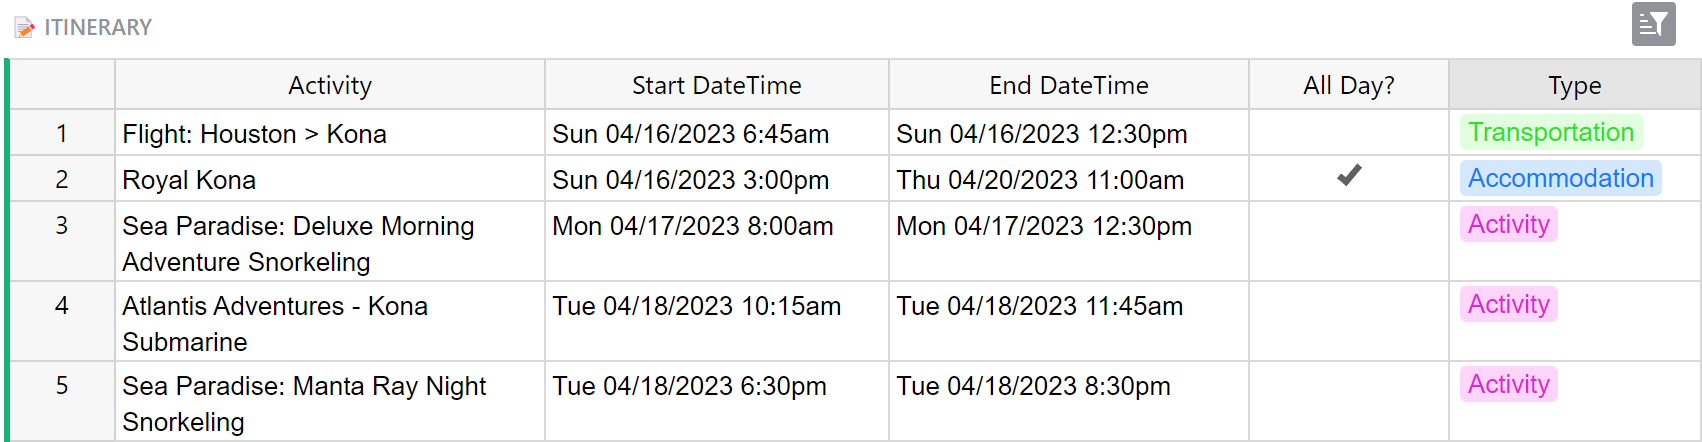 ITINERARY
Activity Start DateTime End DateTime All Day? Type
1 Flight: Houston > Kona Sun 04/16/2023 6:45am Sun 04/16/2023 12:30pm Transportation
2 Royal Kona Sun 04/16/2023 3:00pm Thu 04/20/2023 11:00am Accommodation
3 Sea Paradise: Deluxe Morning Mon 04/17/2023 8:00am Mon 04/17/2023 12:30pm Activity
Adventure Snorkeling
4 Atlantis Adventures - Kona Tue 04/18/2023 10:15am Tue 04/18/2023 11:45am Activity
Submarine
5 Sea Paradise: Manta Ray Night Tue 04/18/2023 6:30pm Tue 04/18/2023 8:30pm Activity
Snorkeling